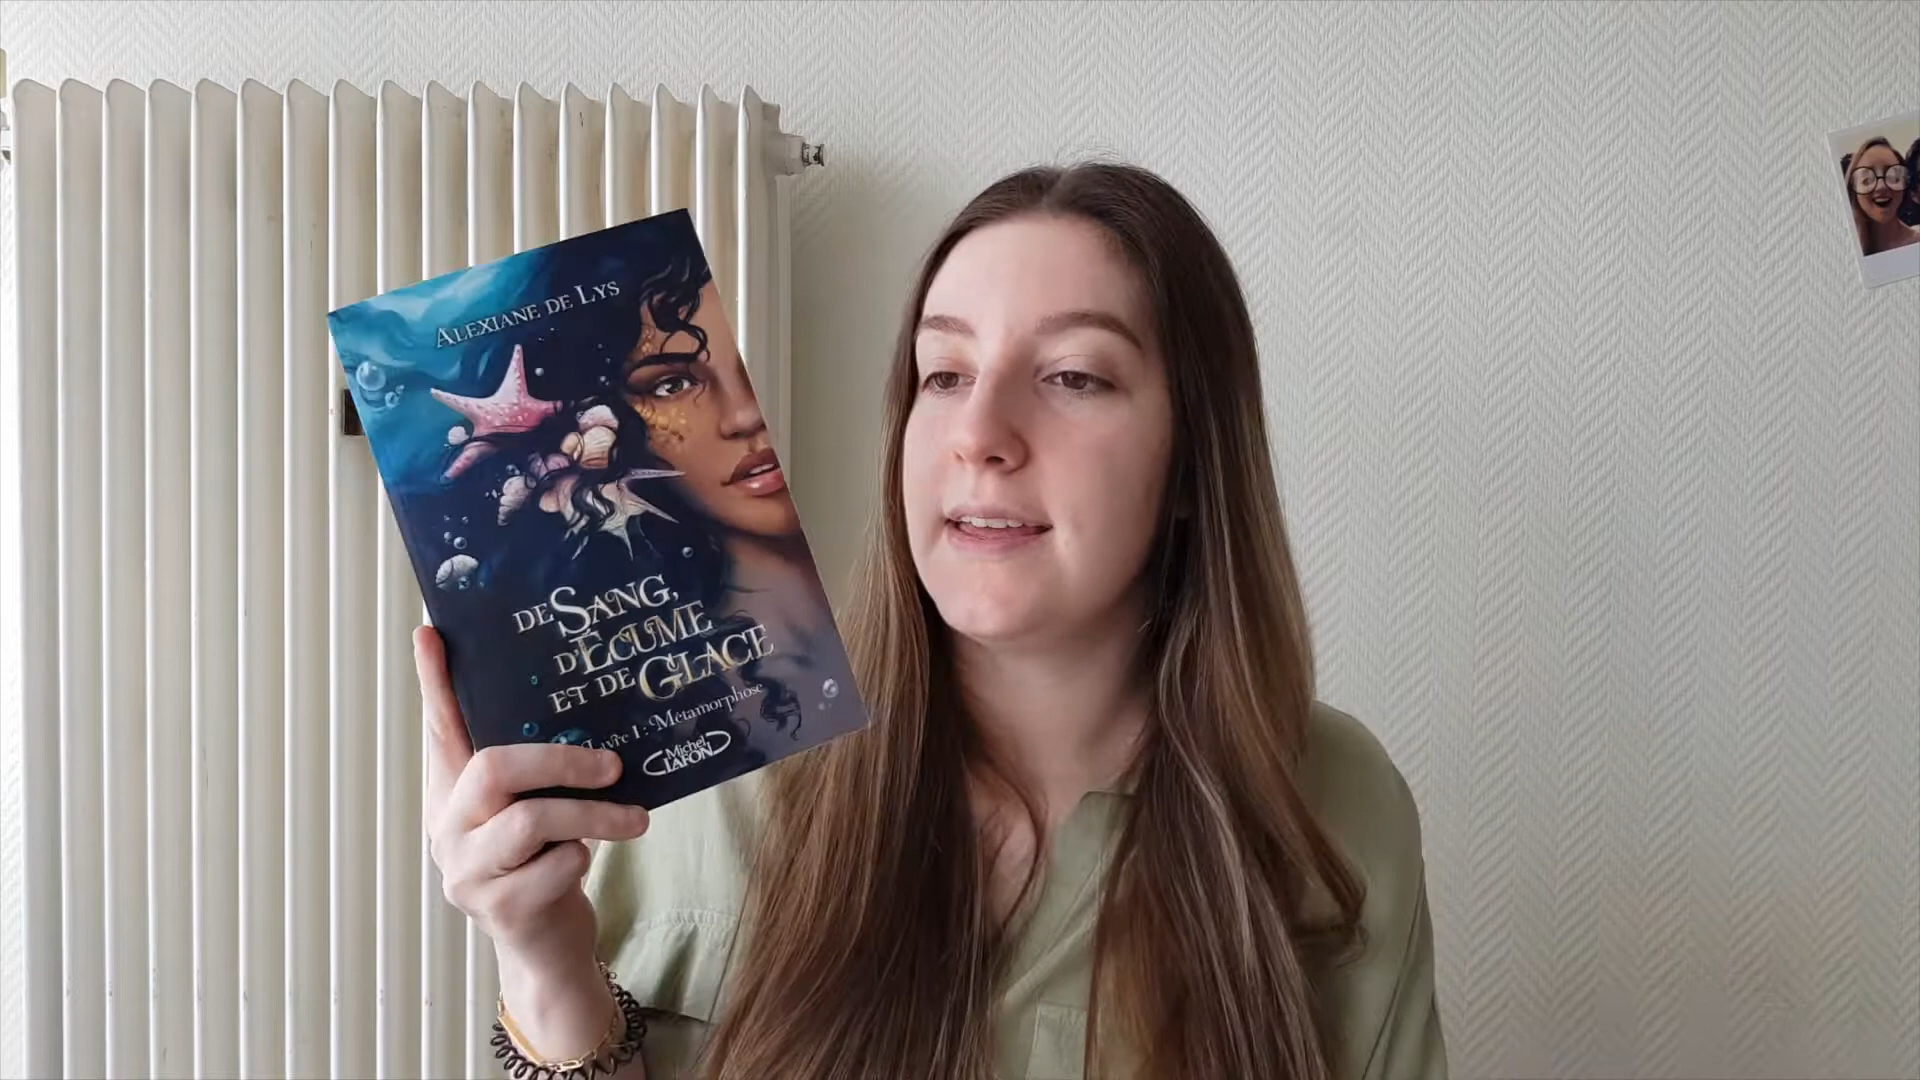 ALEXIANE DE LYS
DE SANG,
D'ÉCUME
ET DE GLACE
Livre 1 : Métamorphose
Michel
LAFON